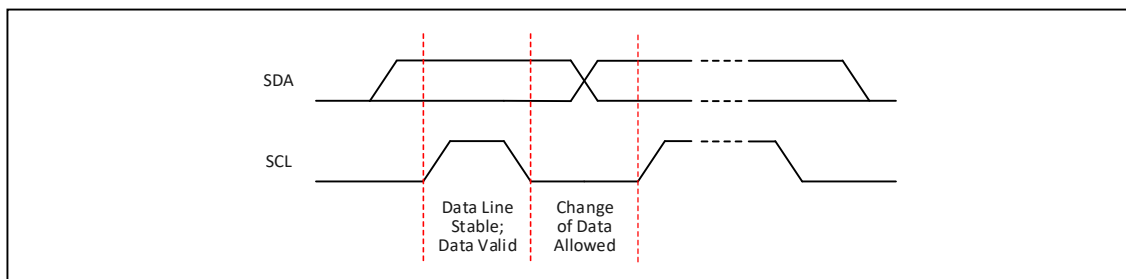 SDA
SCL
Data Line
Stable;
Data Valid
Change
of Data
Allowed